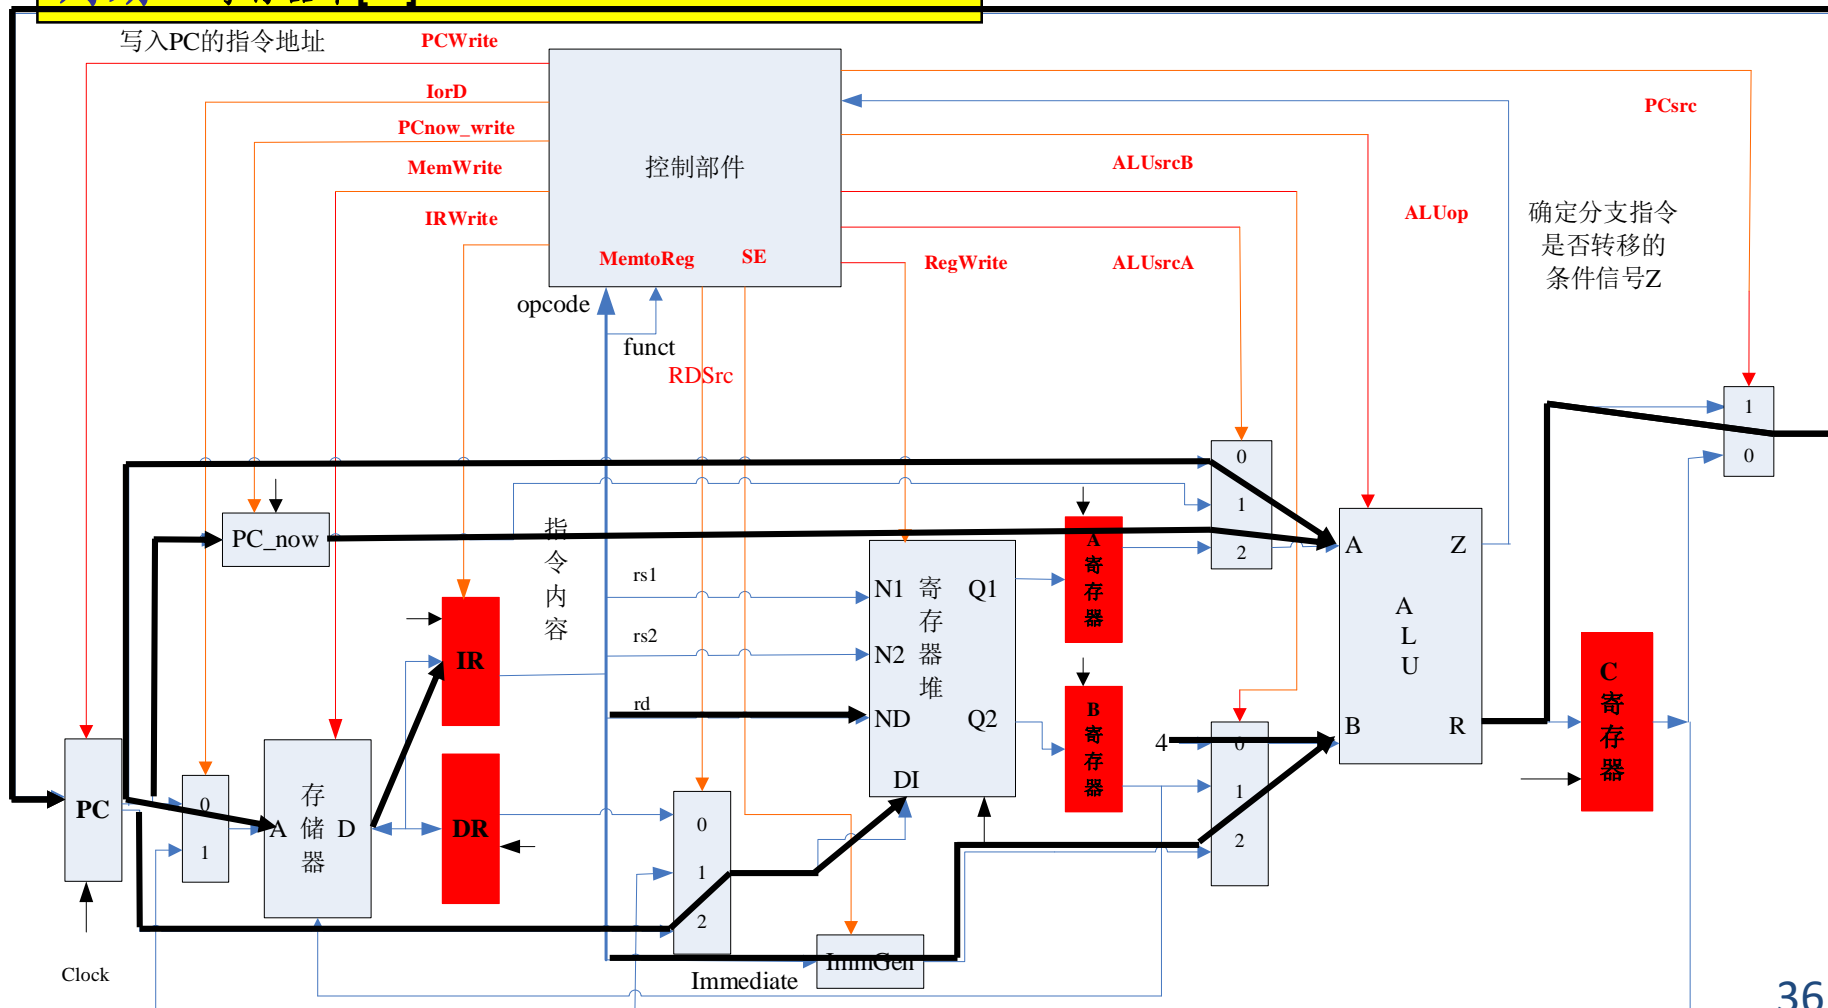 写入PC的指令地址
PCWrite
IorD
PCnow_write
MemWrite
IRWrite
控制部件
MemtoReg
SE
opcode
funct
RDSrc
RegWrite
ALUsrcB
ALUsrcA
ALUop
PCsrc
确定分支指令
是否转移的
条件信号Z
PC_now
指令内容
rs1
rs2
rd
IR
DR
PC
0
1
A
存储器
D
Clock
N1
N2
ND
寄存器堆
Q1
Q2
DI
0
1
2
ImmGen
Immediate
A寄存器
B寄存器
0
1
2
4
0
1
2
A
B
ALU
Z
R
C寄存器
1
0
36